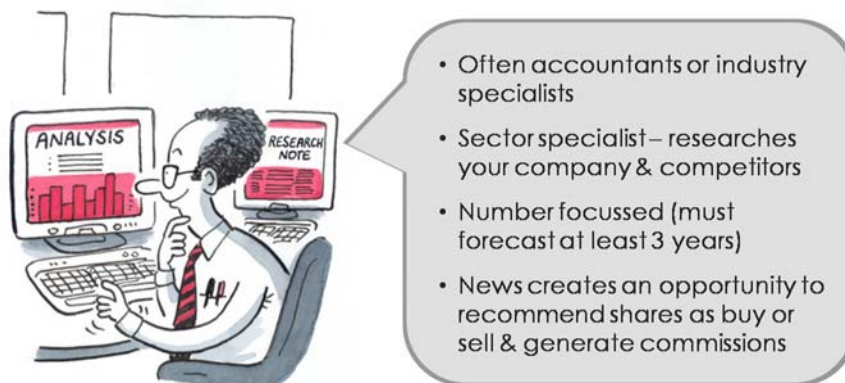 ANALYSIS
RESEARCH
NOTE
• Often accountants or industry
specialists
• Sector specialist – researches
your company & competitors
• Number focussed (must
forecast at least 3 years)
• News creates an opportunity to
recommend shares as buy or
sell & generate commissions